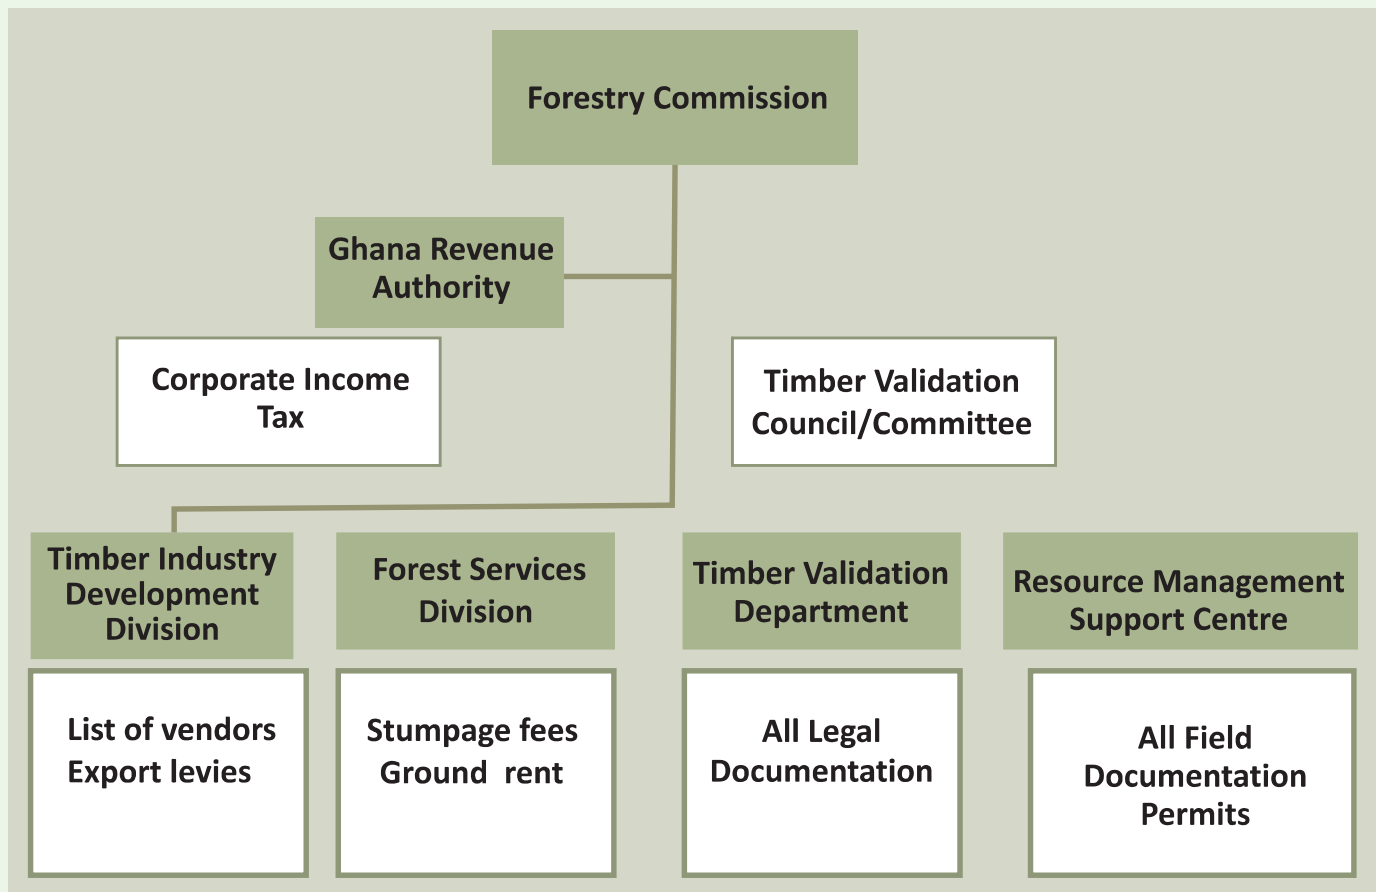 Forestry Commission
Ghana Revenue
Authority
Corporate Income
Tax
Timber Validation
Council/Committee
Timber Industry
Development
Division
Forest Services
Division
Timber Validation
Department
Resource Management
Support Centre
List of vendors
Export levies
Stumpage fees
Ground rent
All Legal
Documentation
All Field
Documentation
Permits